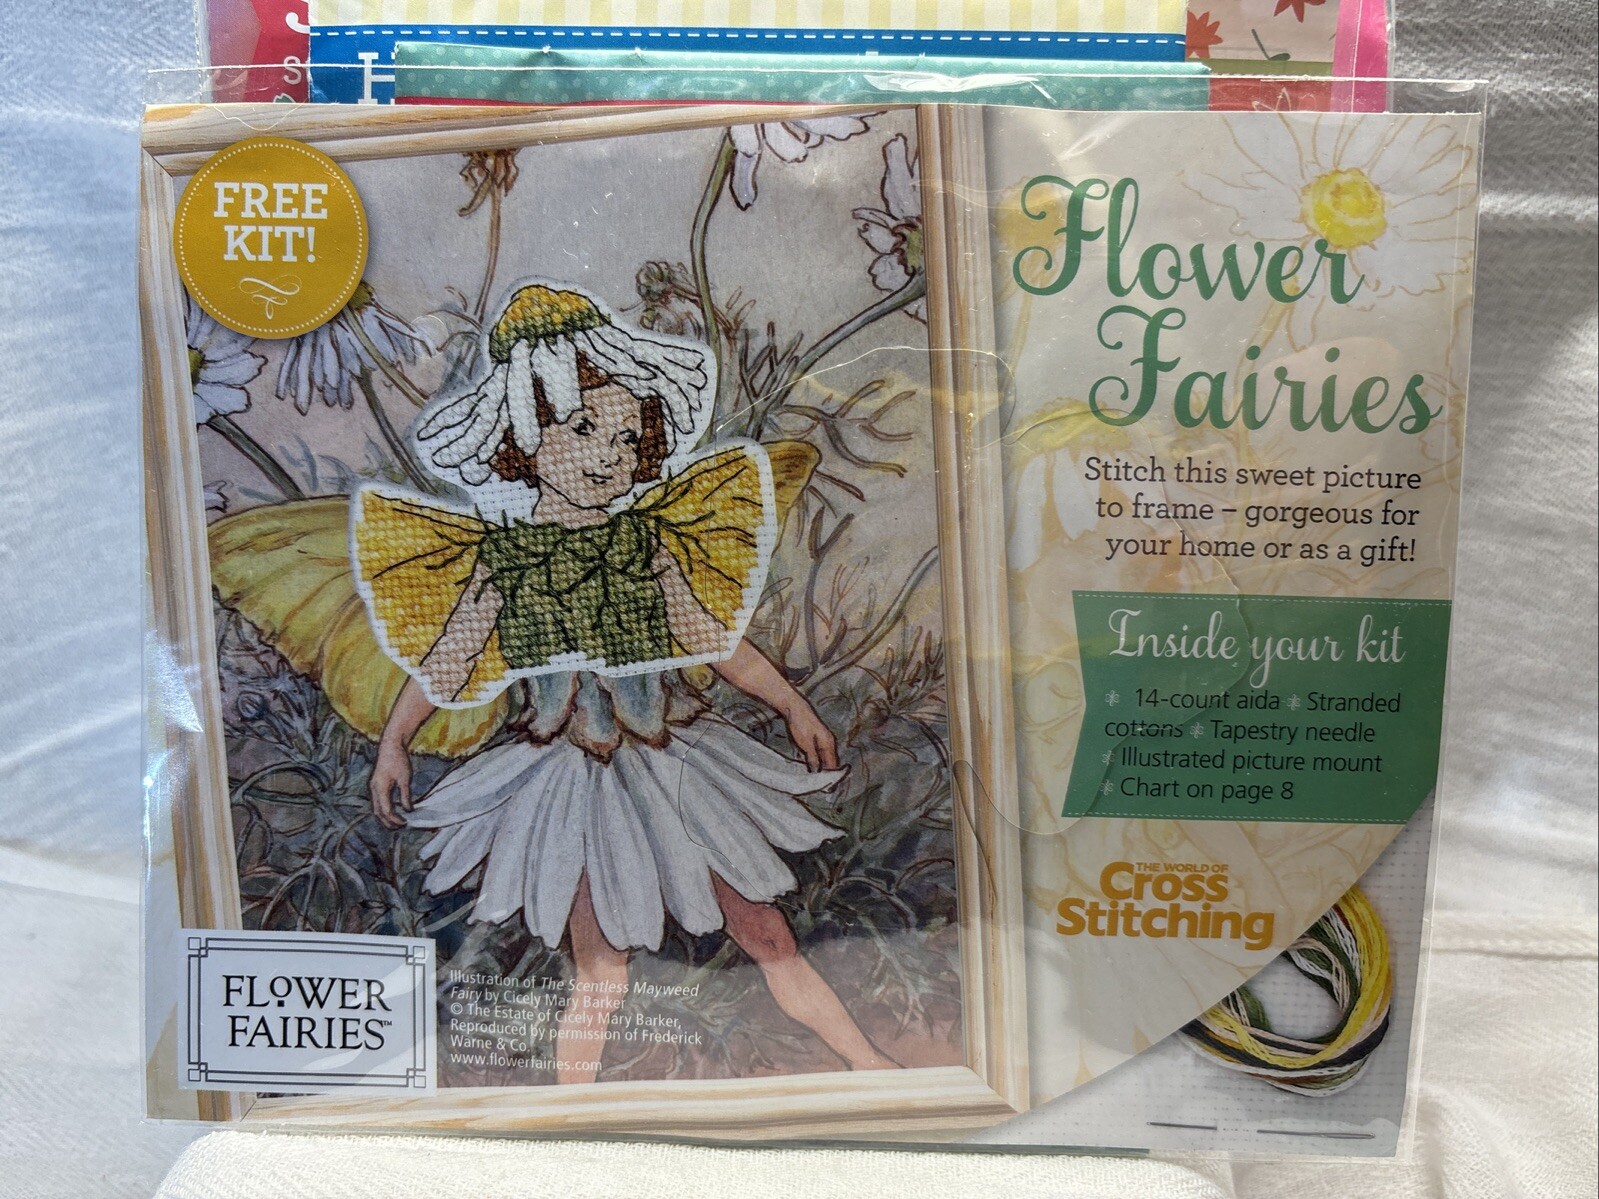 FREE
KIT!
Flower
Fairies
Stitch this sweet picture
to frame – gorgeous for
your home or as a gift!
Inside your kit
14-count aida Stranded
cottons Tapestry needle
Illustrated picture mount
Chart on page 8
THE WORLD OF
Cross
Stitching
FLOWER
FAIRIES™
Illustration of The Scentless Mayweed
Fairy by Cicely Mary Barker
© The Estate of Cicely Mary Barker,
Reproduced by permission of Frederick
Warne & Co.
www.flowerfairies.com